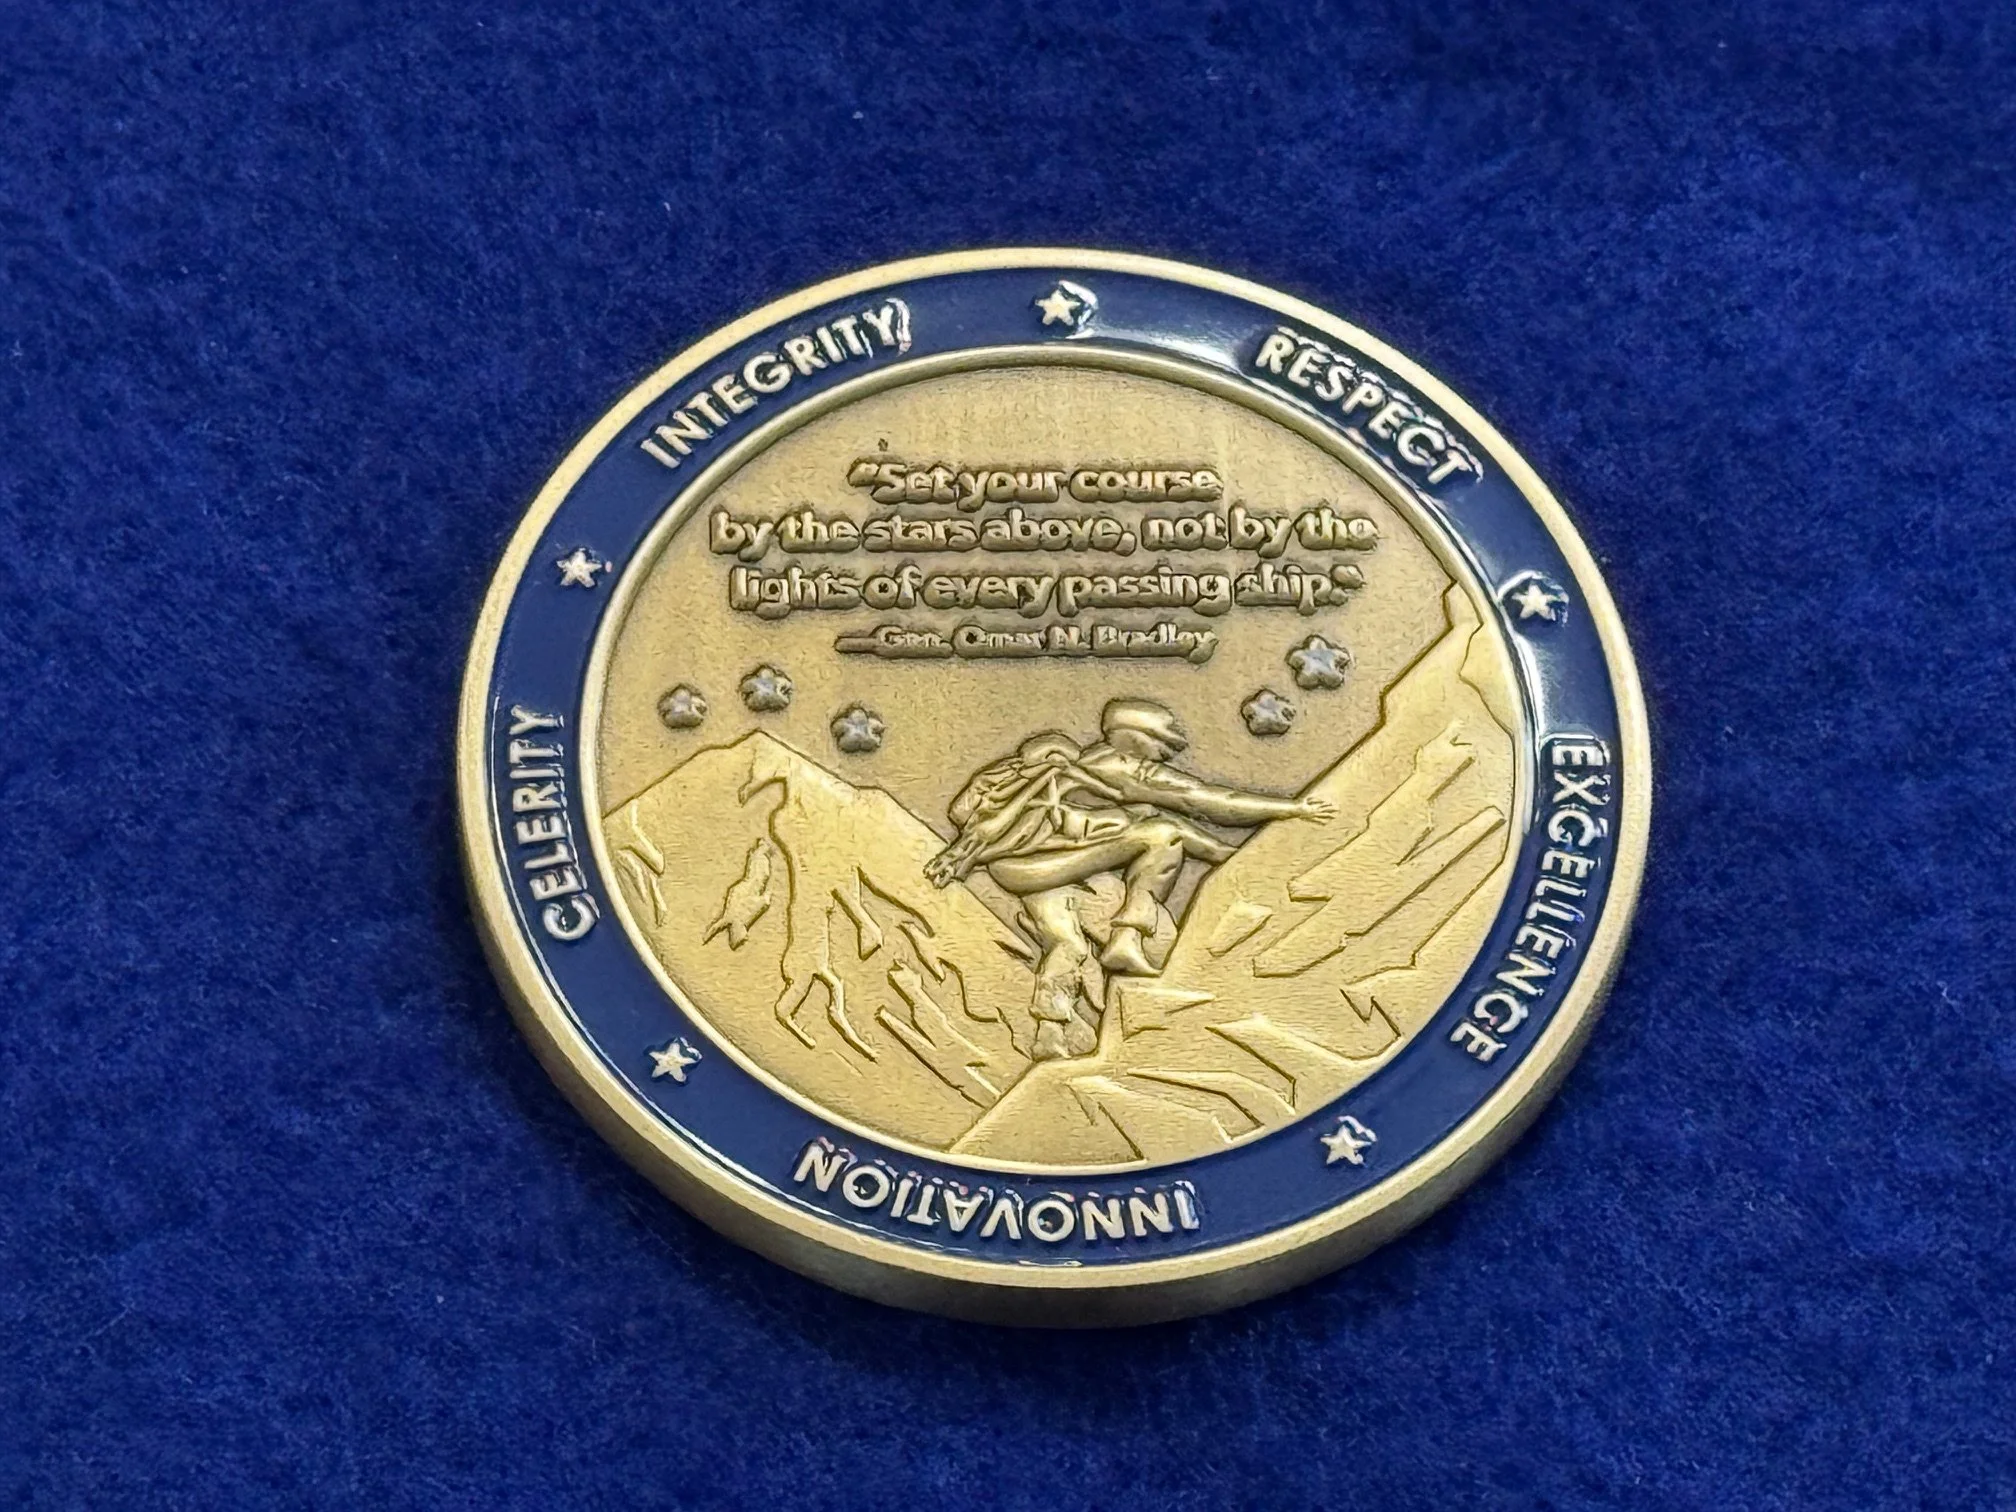 INTEGRITY
RESPECT
EXCELLENCE
INNOVATION
CELERITY
"Set your course
by the stars above, not by the
lights of every passing ship."
—Gen. Omar N. Bradley